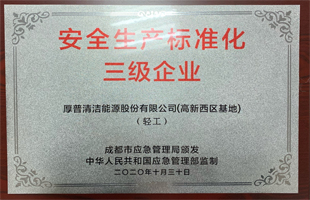 安全生产标准化
三级企业
厚普清洁能源股份有限公司(高新西区基地)
（轻工）
成都市应急管理局颁发
中华人民共和国应急管理部监制
二〇二〇年十月三十日